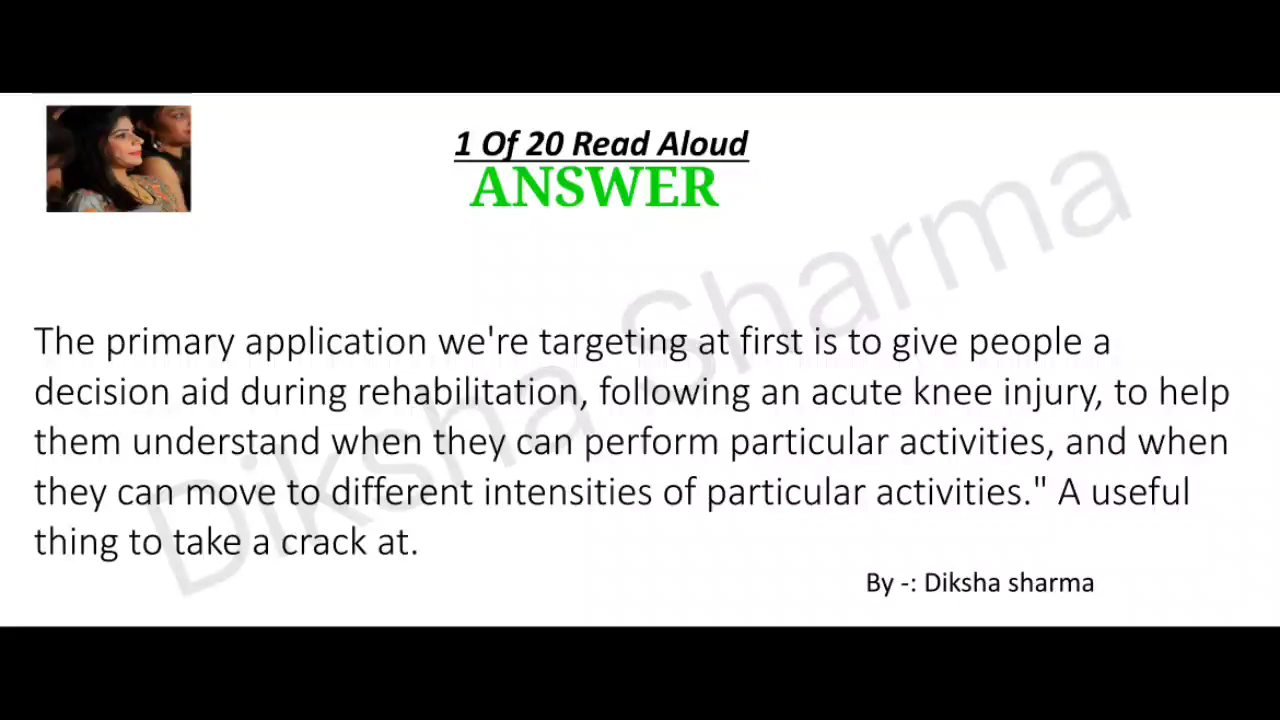 1 Of 20 Read Aloud
ANSWER
The primary application we're targeting at first is to give people a
decision aid during rehabilitation, following an acute knee injury, to help
them understand when they can perform particular activities, and when
they can move to different intensities of particular activities." A useful
thing to take a crack at.
By -: Diksha sharma
Diksha Sharma